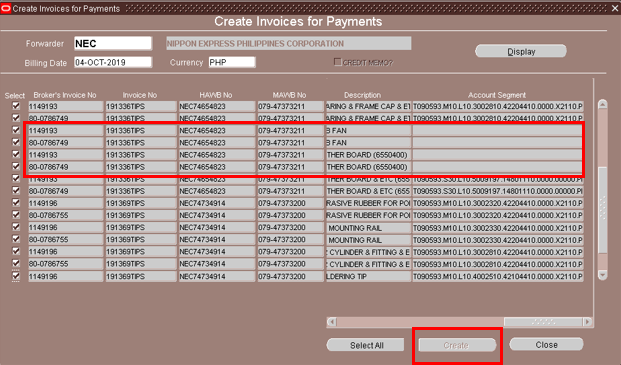 Create Invoices for Payments
Create Invoices for Payments
Forwarder NEC NIPPON EXPRESS PHILIPPINES CORPORATION
Display
Billing Date 04-OCT-2019 Currency PHP CREDIT MEMO?
Select Broker's Invoice No Invoice No HAWB No MAWB No Description Account Segment
1149193 191336TIPS NEC74654823 079-47373211 ARING & FRAME CAP & ET T090593.M10.L10.3002810.42204410.0000.X2110.P
80-0786749 191336TIPS NEC74654823 079-47373211 ARING & FRAME CAP & ET T090593.M10.L10.3002810.42204410.0000.X2110.P
1149193 191336TIPS NEC74654823 079-47373211 B FAN
80-0786749 191336TIPS NEC74654823 079-47373211 B FAN
1149193 191336TIPS NEC74654823 079-47373211 THER BOARD (6550400)
80-0786749 191336TIPS NEC74654823 079-47373211 THER BOARD (6550400)
1149193 191336TIPS NEC74654823 079-47373211 THER BOARD & ETC (655 T090593.S30.L10.5009197.14801110.0000.00000.PI
80-0786749 191336TIPS NEC74654823 079-47373211 THER BOARD & ETC (655 T090593.S30.L10.5009197.14801110.0000.00000.PI
1149196 191369TIPS NEC74734914 079-47373200 RASIVE RUBBER FOR POI T090593.M10.L10.3002320.42204410.0000.X2110.P
80-0786755 191369TIPS NEC74734914 079-47373200 RASIVE RUBBER FOR POI T090593.M10.L10.3002320.42204410.0000.X2110.P
1149196 191369TIPS NEC74734914 079-47373200 MOUNTING RAIL T090593.M10.L10.3002330.42204410.0000.X2110.P
80-0786755 191369TIPS NEC74734914 079-47373200 MOUNTING RAIL T090593.M10.L10.3002330.42204410.0000.X2110.P
1149196 191369TIPS NEC74734914 079-47373200 CYLINDER & FITTING & E T090593.M10.L10.3002810.42204410.0000.X2110.P
80-0786755 191369TIPS NEC74734914 079-47373200 CYLINDER & FITTING & E T090593.M10.L10.3002810.42204410.0000.X2110.P
1149196 191369TIPS NEC74734914 079-47373200 LDERING TIP T090593.M10.L10.4002510.42104410.0000.X2110.P
Select All Create Close